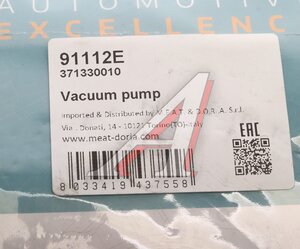 AUTOMOTIVE
EXCELLENCE
91112E
371330010
Vacuum pump
Imported & Distributed by M.E.A.T. & D.O.R.I.A. S.r.l.
Via . Donati, 14 - 10121 Torino(TO)-Italy
www.meat-doria.com
EAC
8 033419 437558